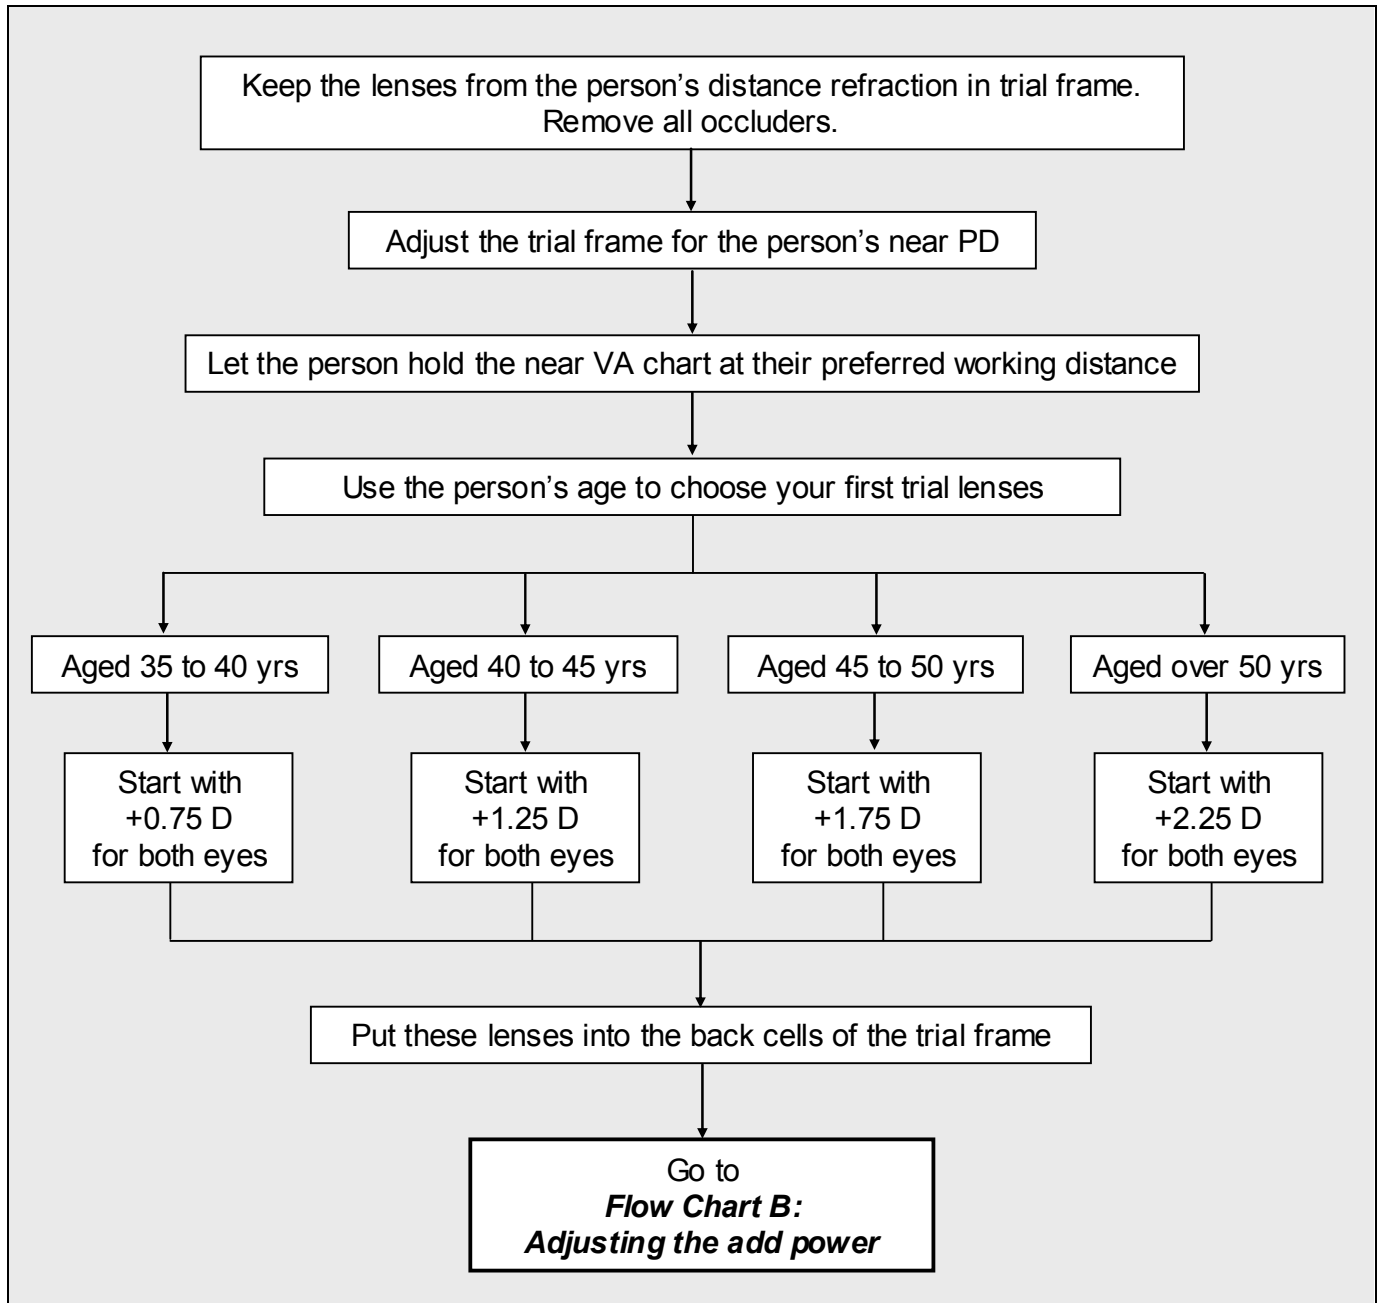 Keep the lenses from the person’s distance refraction in trial frame.
Remove all occluders.
Adjust the trial frame for the person’s near PD
Let the person hold the near VA chart at their preferred working distance
Use the person’s age to choose your first trial lenses
Aged 35 to 40 yrs
Aged 40 to 45 yrs
Aged 45 to 50 yrs
Aged over 50 yrs
Start with
+0.75 D
for both eyes
Start with
+1.25 D
for both eyes
Start with
+1.75 D
for both eyes
Start with
+2.25 D
for both eyes
Put these lenses into the back cells of the trial frame
Go to
Flow Chart B:
Adjusting the add power